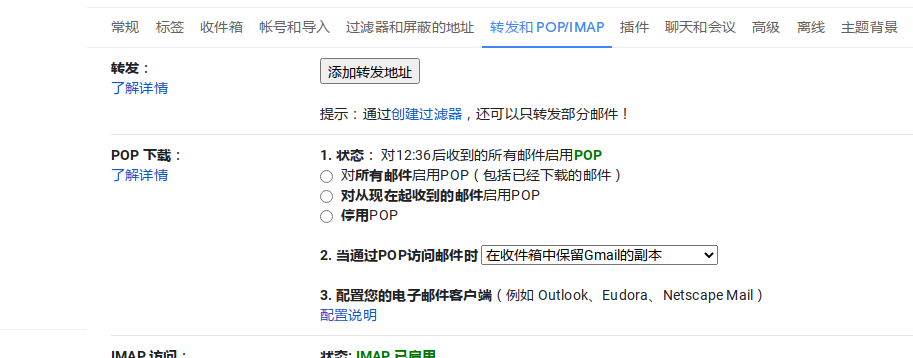 常规 标签 收件箱 帐号和导入 过滤器和屏蔽的地址 转发和 POP/IMAP 插件 聊天和会议 高级 离线 主题背景
转发： 添加转发地址
了解详情
提示：通过创建过滤器，还可以只转发部分邮件！
POP 下载： 1. 状态： 对12:36后收到的所有邮件启用POP
了解详情 对所有邮件启用POP（包括已经下载的邮件）
对从现在起收到的邮件启用POP
停用POP
2. 当通过POP访问邮件时 在收件箱中保留Gmail的副本
3. 配置您的电子邮件客户端（例如 Outlook、Eudora、Netscape Mail）
配置说明
IMAP 访问： 状态: IMAP 已启用